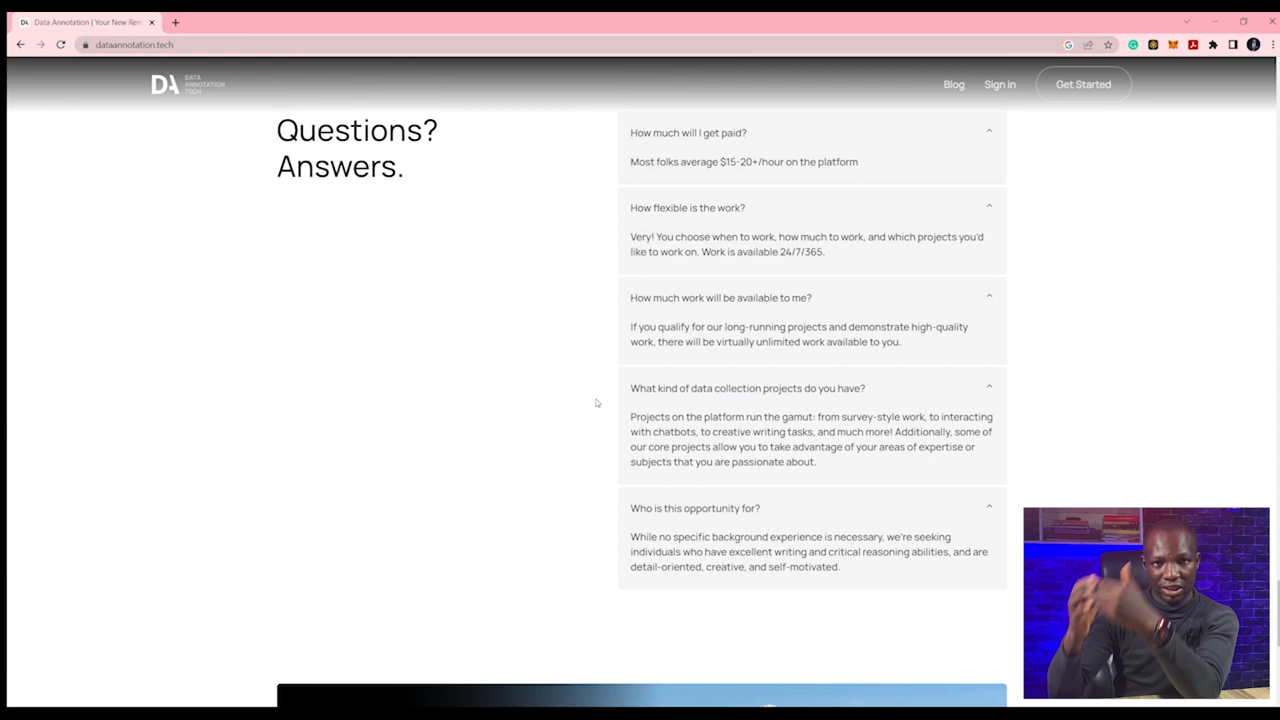 Data Annotation | Your New Rem
dataannotation.tech
DA DATA
ANNOTATION
TECH
Blog
Sign in
Get Started
Questions?
Answers.
How much will I get paid?
Most folks average $15-20+/hour on the platform
How flexible is the work?
Very! You choose when to work, how much to work, and which projects you'd
like to work on. Work is available 24/7/365.
How much work will be available to me?
If you qualify for our long-running projects and demonstrate high-quality
work, there will be virtually unlimited work available to you.
What kind of data collection projects do you have?
Projects on the platform run the gamut: from survey-style work, to interacting
with chatbots, to creative writing tasks, and much more! Additionally, some of
our core projects allow you to take advantage of your areas of expertise or
subjects that you are passionate about.
Who is this opportunity for?
While no specific background experience is necessary, we're seeking
individuals who have excellent writing and critical reasoning abilities, and are
detail-oriented, creative, and self-motivated.